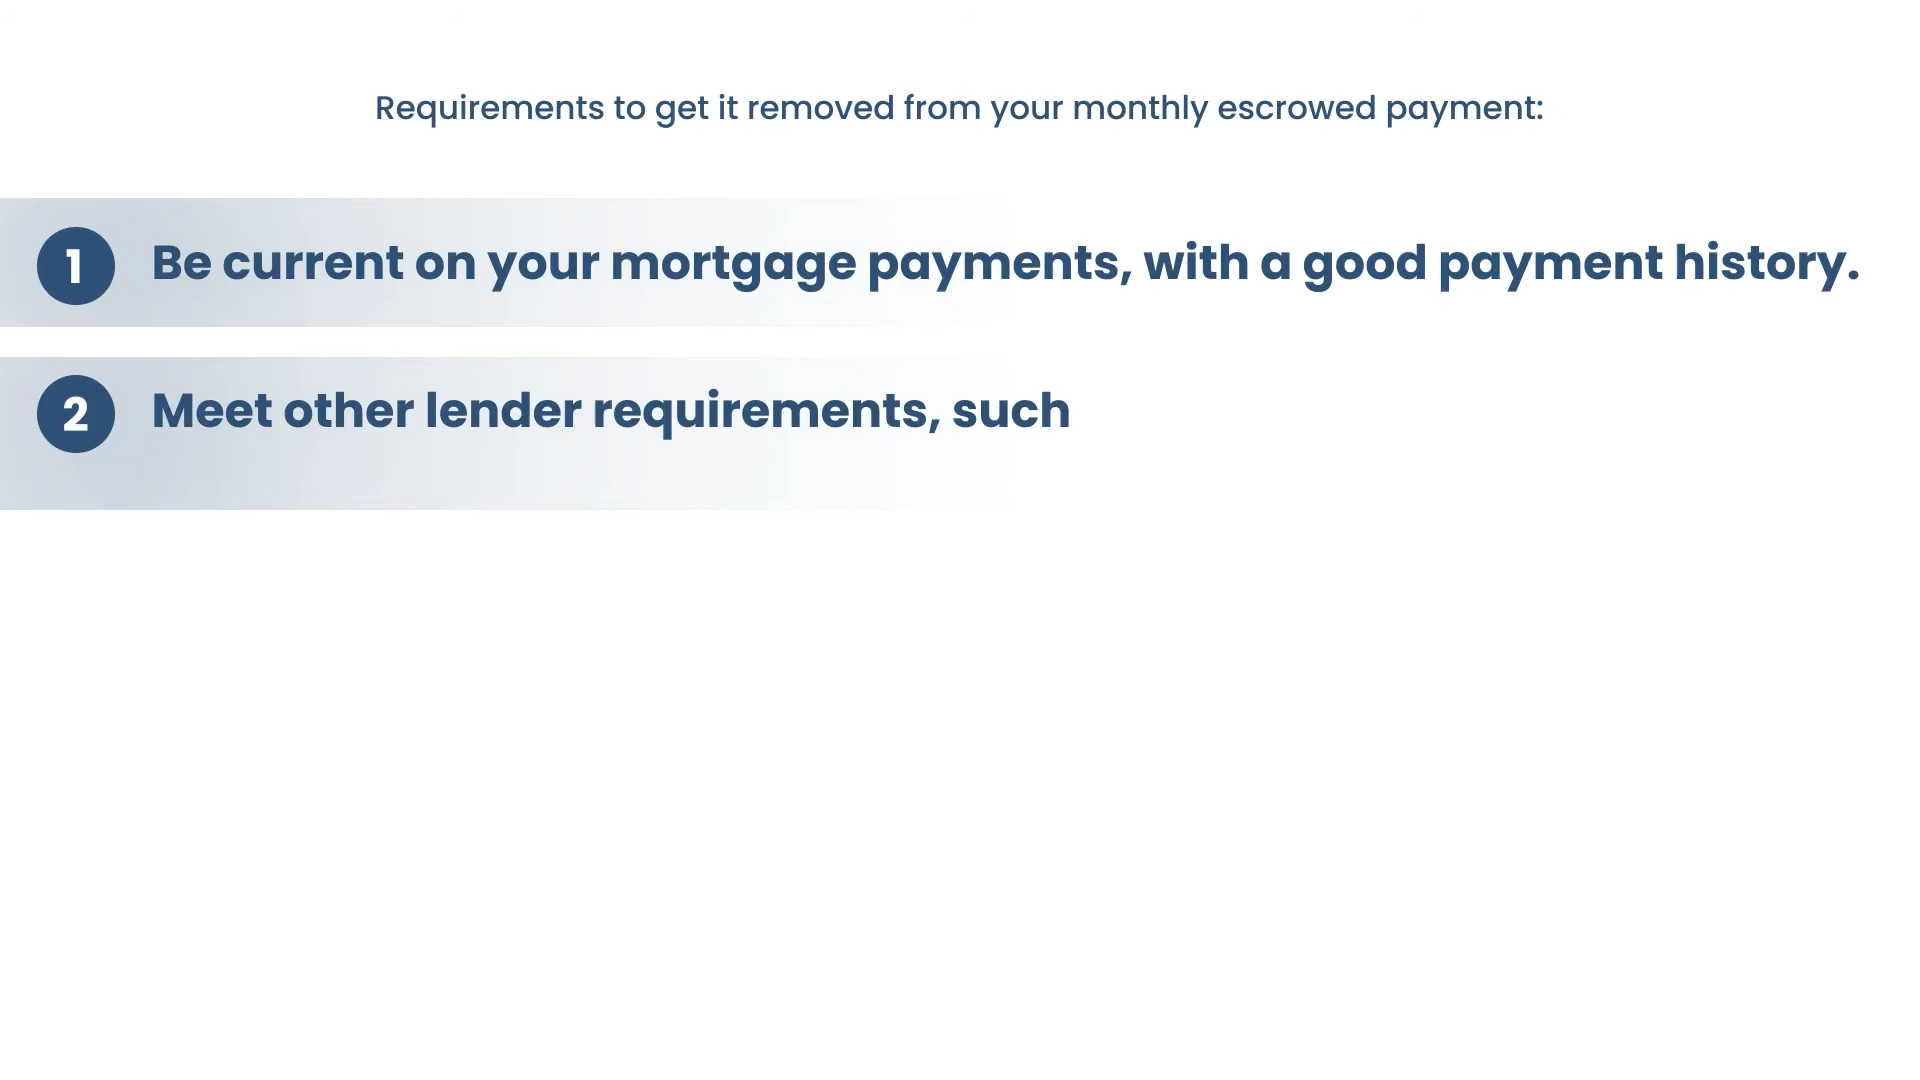 Requirements to get it removed from your monthly escrowed payment:
1 Be current on your mortgage payments, with a good payment history.
2 Meet other lender requirements, such